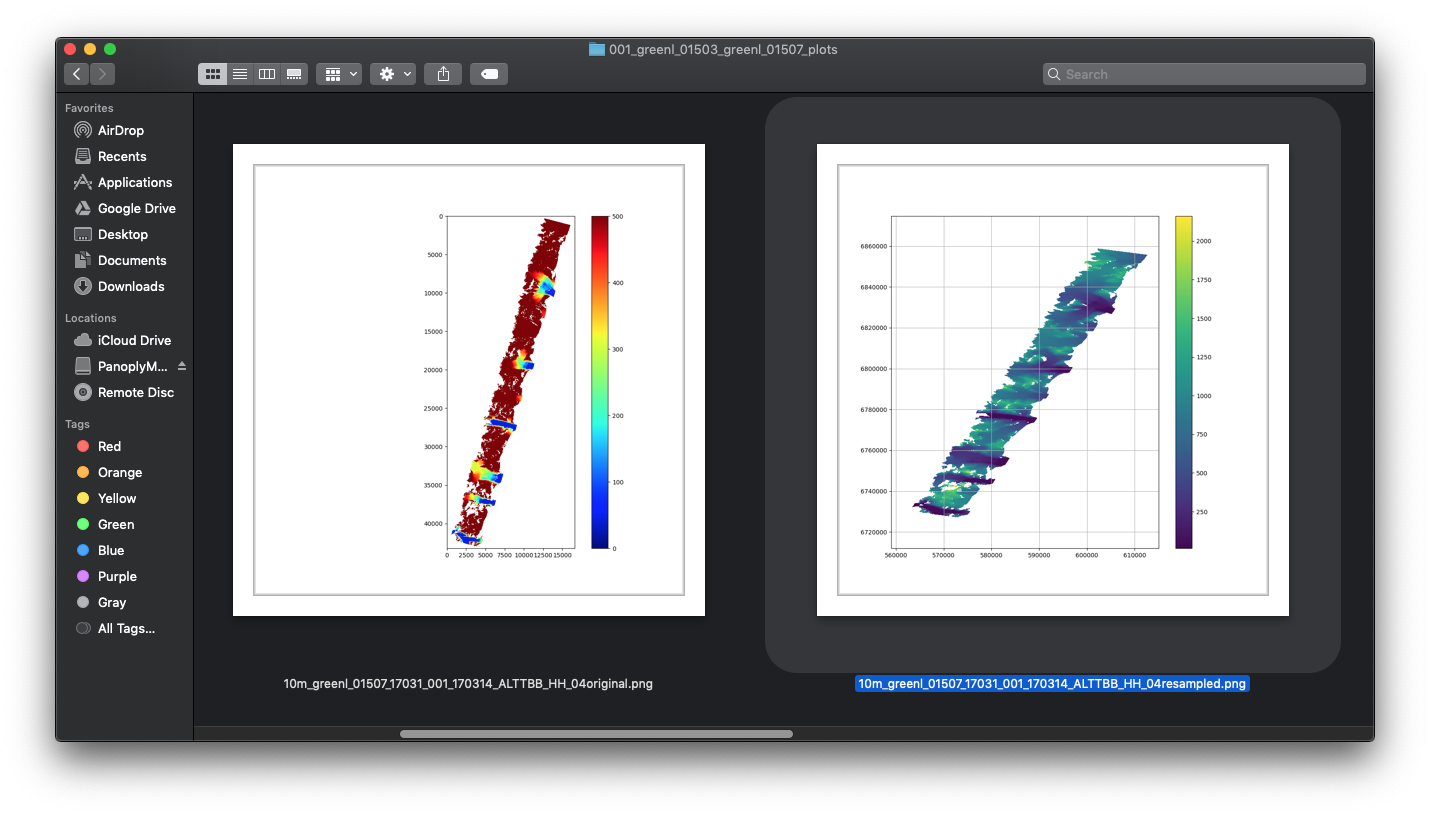 001_greenl_01503_greenl_01507_plots
Search
Favorites
AirDrop
Recents
Applications
Google Drive
Desktop
Documents
Downloads
Locations
iCloud Drive
PanoplyM...
Remote Disc
Tags
Red
Orange
Yellow
Green
Blue
Purple
Gray
All Tags...
0
5000
10000
15000
20000
25000
30000
35000
40000
0 2500 5000 7500 10000 12500 15000
500
400
300
200
100
0
10m_greenl_01507_17031_001_170314_ALTTBB_HH_04original.png
6860000
6840000
6820000
6800000
6780000
6760000
6740000
6720000
560000 570000 580000 590000 600000 610000
2000
1750
1500
1250
1000
750
500
250
10m_greenl_01507_17031_001_170314_ALTTBB_HH_04resampled.png